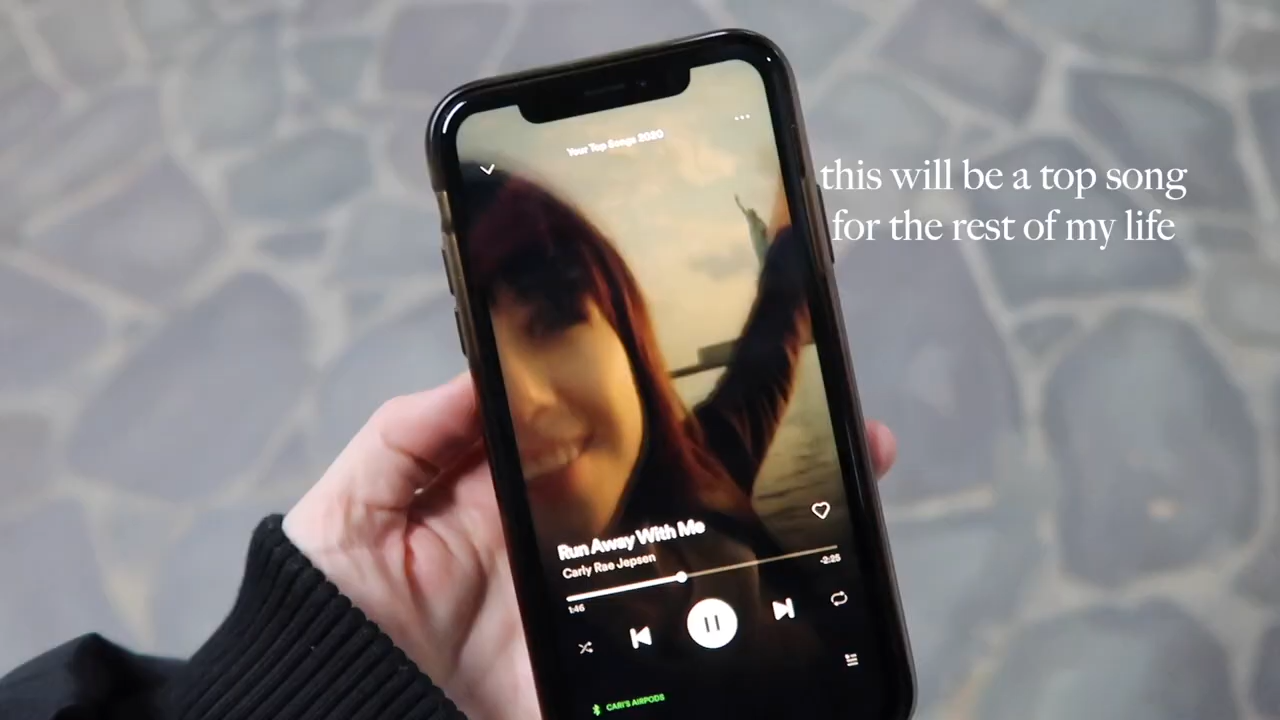 Your Top Songs 2020
this will be a top song
for the rest of my life
Run Away With Me
Carly Rae Jepsen
1:46
-2:25
CARI'S AIRPODS